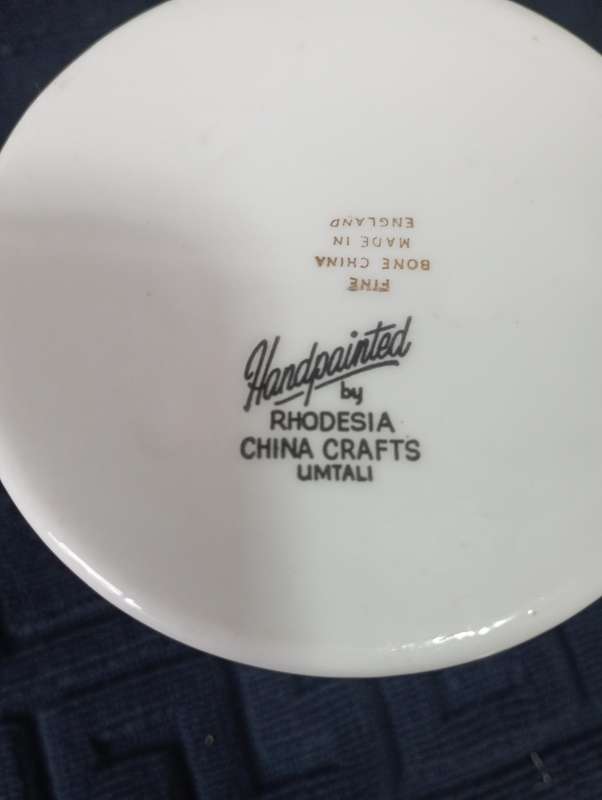 FINE
BONE CHINA
MADE IN
ENGLAND
Handpainted
by
RHODESIA
CHINA CRAFTS
UMTALI